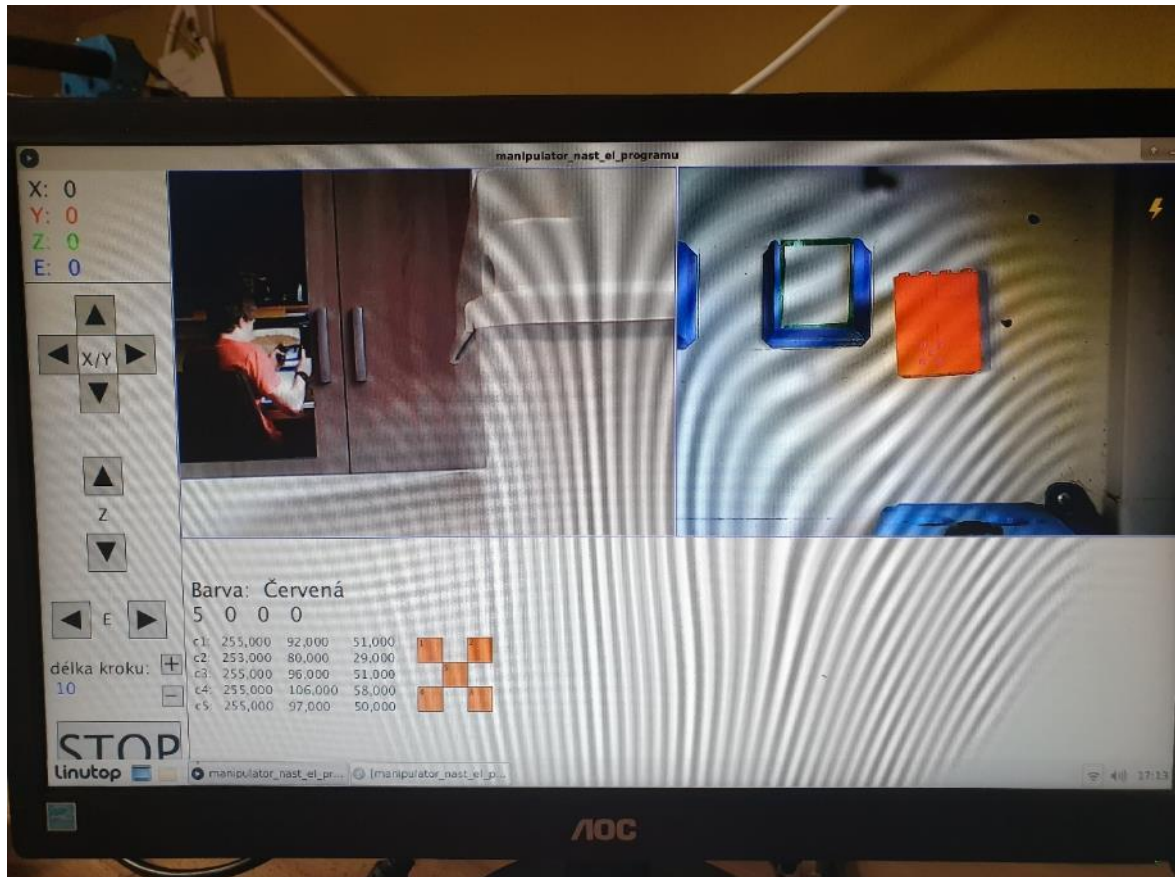 manipulator_nast_el_programu
X: 0
Y: 0
Z: 0
E: 0
X/Y
Z
E
délka kroku:
10
STOP
Barva: Červená
5 0 0 0
c1: 255,000 92,000 51,000
c2: 253,000 80,000 29,000
c3: 255,000 96,000 51,000
c4: 255,000 106,000 58,000
c5: 255,000 97,000 50,000
linutop
manipulator_nast_el_pr...
[manipulator_nast_el_p...
17:13
AOC